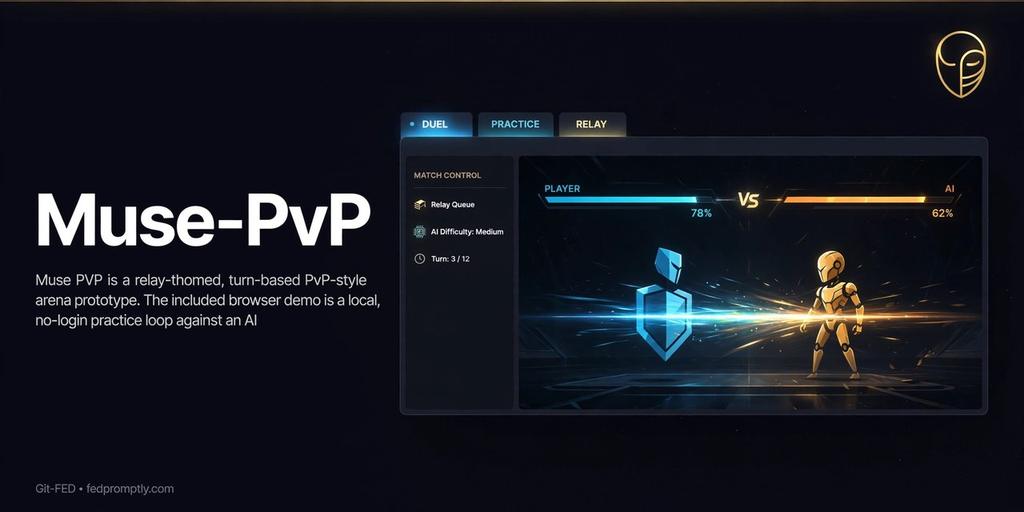 DUEL
PRACTICE
RELAY
MATCH CONTROL
Relay Queue
AI Difficulty: Medium
Turn: 3 / 12
PLAYER
VS
AI
78%
62%
Muse-PvP
Muse PVP is a relay-thomed, turn-based PvP-style
arena prototype. The included browser demo is a local,
no-login practice loop against an AI
Git-FED • fedpromptly.com